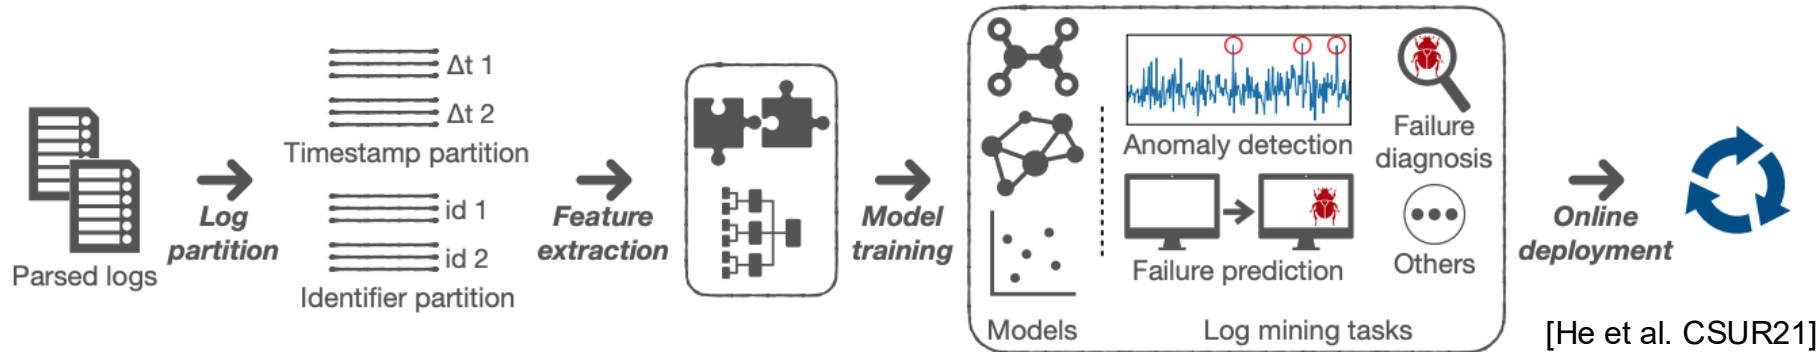 Parsed logs
Log
partition
Δt 1
Δt 2
Timestamp partition
id 1
id 2
Identifier partition
Feature
extraction
Model
training
Models
Anomaly detection
Failure
diagnosis
Failure prediction
Others
Log mining tasks
Online
deployment
[He et al. CSUR21]